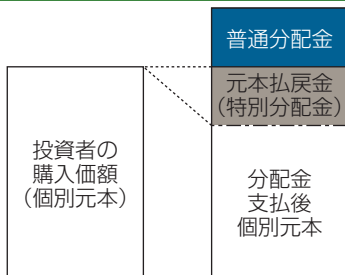 普通分配金
元本払戻金
（特別分配金）
投資者の
購入価額
（個別元本）
分配金
支払後
個別元本